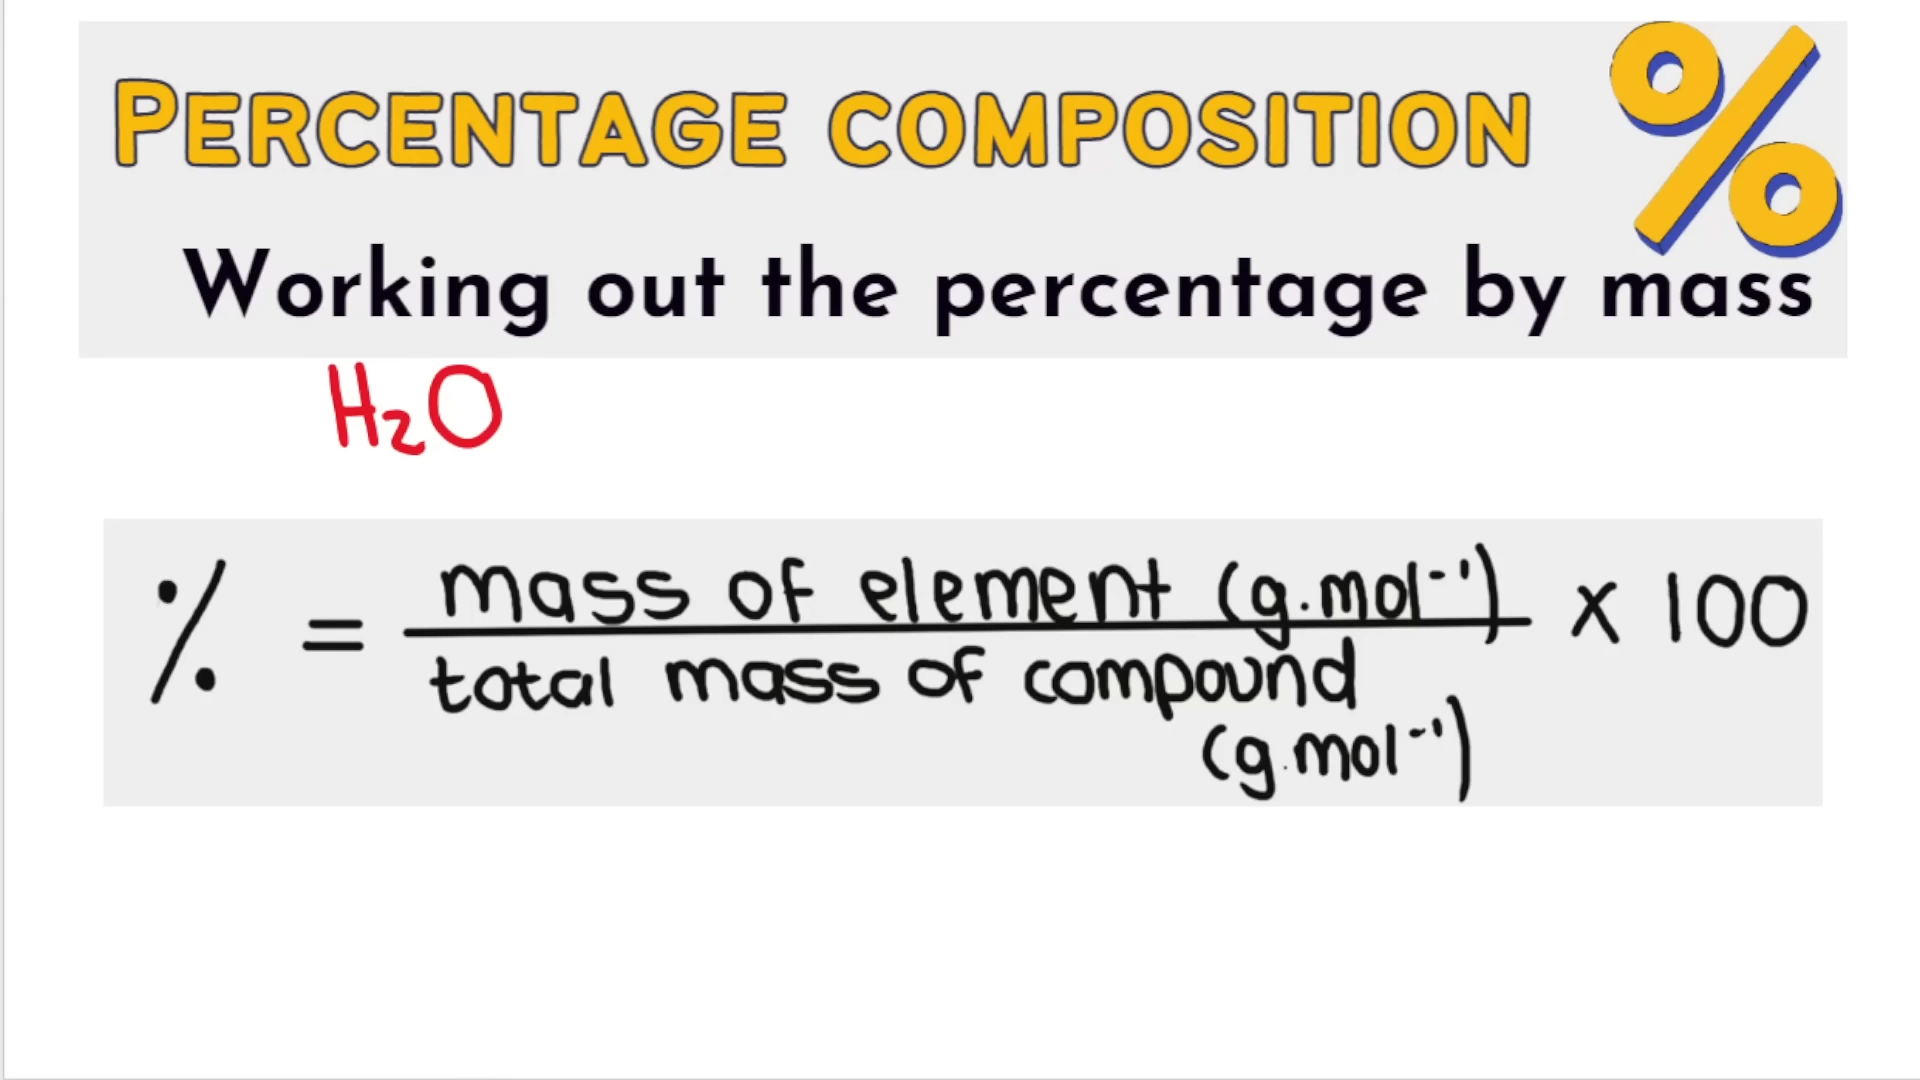 PERCENTAGE COMPOSITION %
Working out the percentage by mass
H₂O
% = mass of element (g.mol⁻¹) x 100
total mass of compound
(g.mol⁻¹)